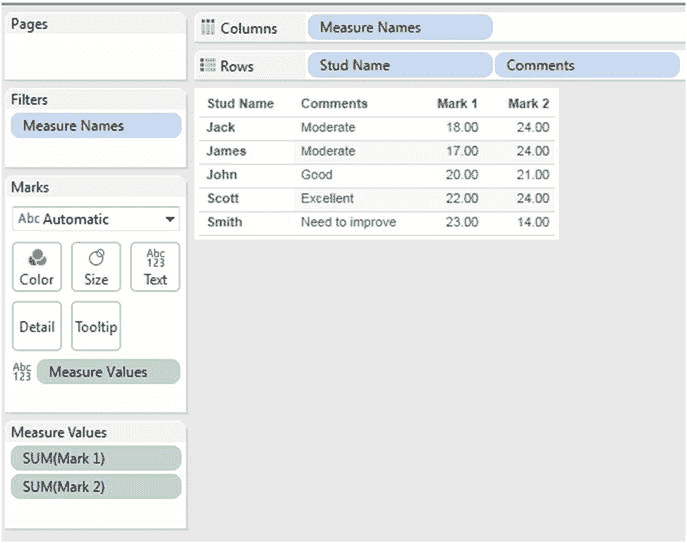 Pages
Columns
Measure Names
Rows
Stud Name
Comments
Filters
Measure Names
Marks
Abc Automatic
Color
Size
Abc
123
Text
Detail
Tooltip
Abc
123
Measure Values
Measure Values
SUM(Mark 1)
SUM(Mark 2)
Stud Name Comments Mark 1 Mark 2
Jack Moderate 18.00 24.00
James Moderate 17.00 24.00
John Good 20.00 21.00
Scott Excellent 22.00 24.00
Smith Need to improve 23.00 14.00